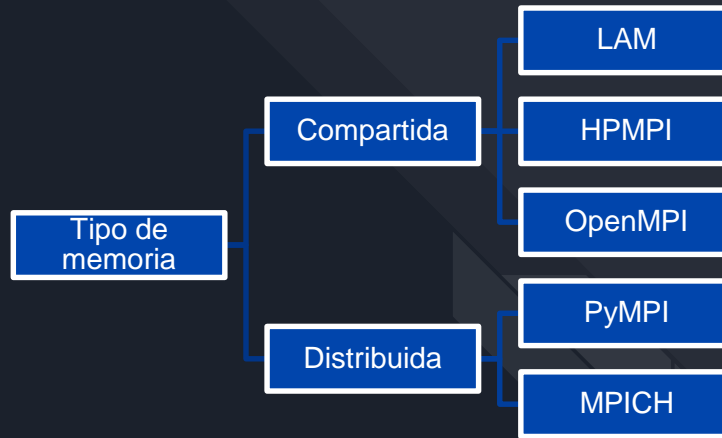 Tipo de
memoria
Compartida
LAM
HPMPI
OpenMPI
Distribuida
PyMPI
MPICH